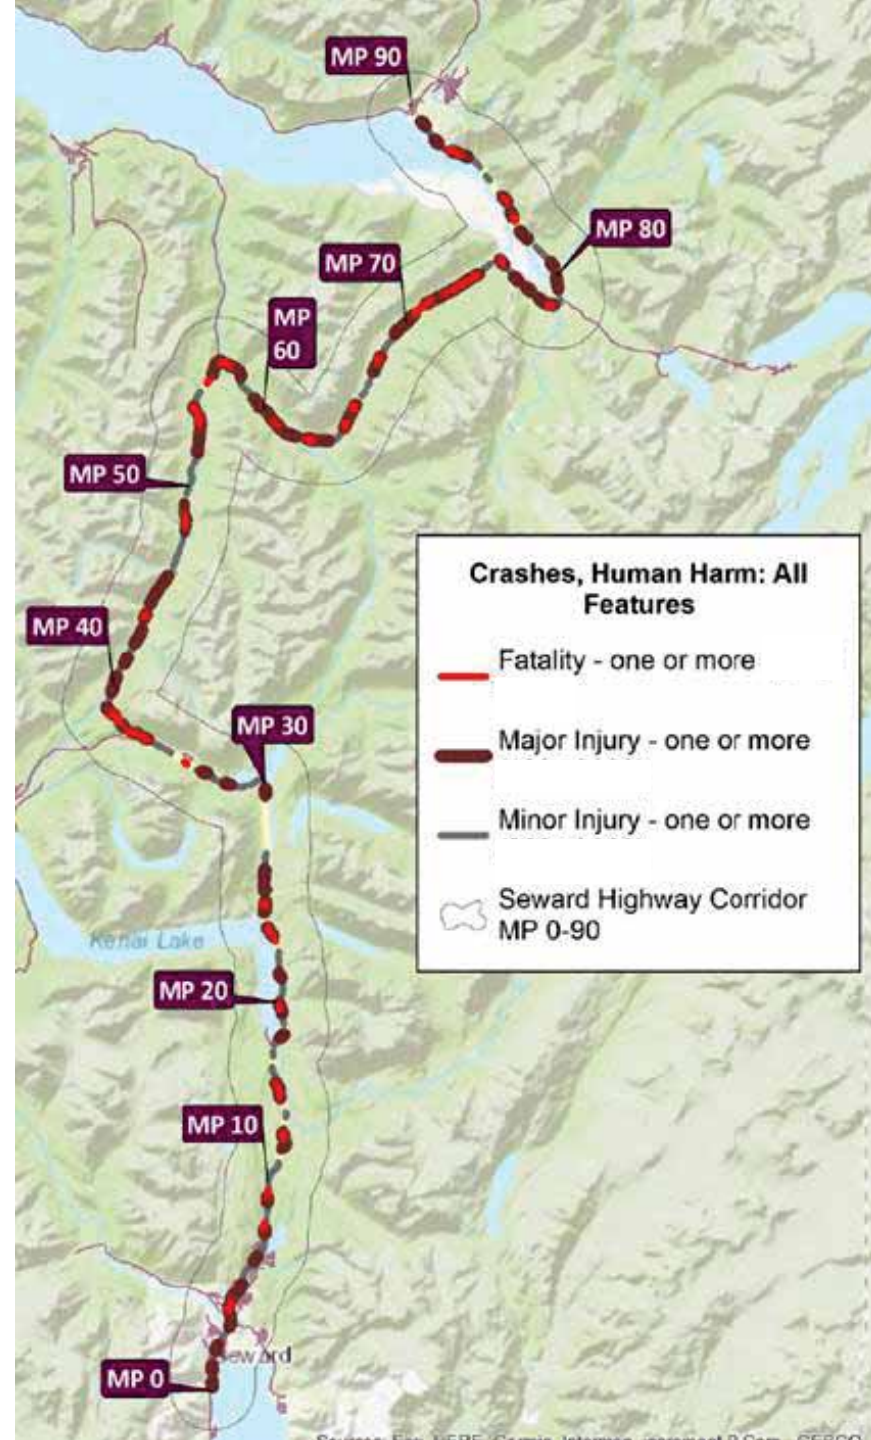 MP 90
MP 80
MP 70
MP
60
MP 50
Crashes, Human Harm: All
Features
Fatality - one or more
MP 40
Major Injury - one or more
MP 30
Minor Injury - one or more
Seward Highway Corridor
MP 0-90
Kenai Lake
MP 20
MP 10
MP 0